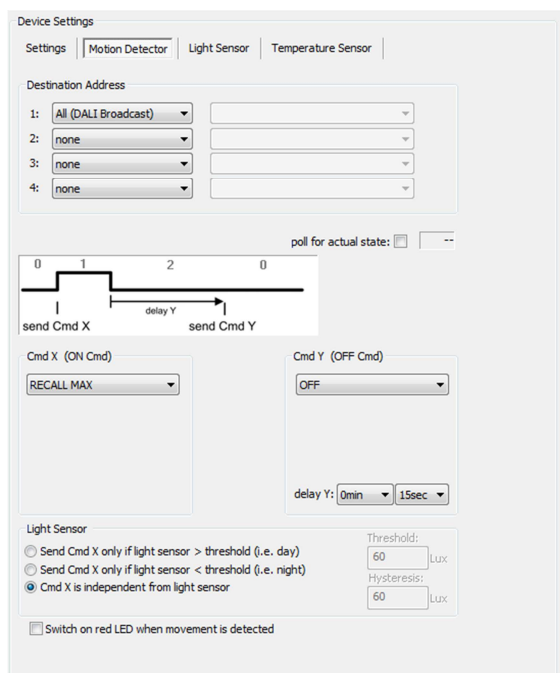 Device Settings
Settings Motion Detector Light Sensor Temperature Sensor
Destination Address
1: All (DALI Broadcast)
2: none
3: none
4: none
poll for actual state: --
0 1 2 0
delay Y
send Cmd X send Cmd Y
Cmd X (ON Cmd) Cmd Y (OFF Cmd)
RECALL MAX OFF
delay Y: 0min 15sec
Light Sensor
Threshold:
Send Cmd X only if light sensor > threshold (i.e. day)
60 Lux
Send Cmd X only if light sensor < threshold (i.e. night)
Hysteresis:
Cmd X is independent from light sensor
60 Lux
Switch on red LED when movement is detected